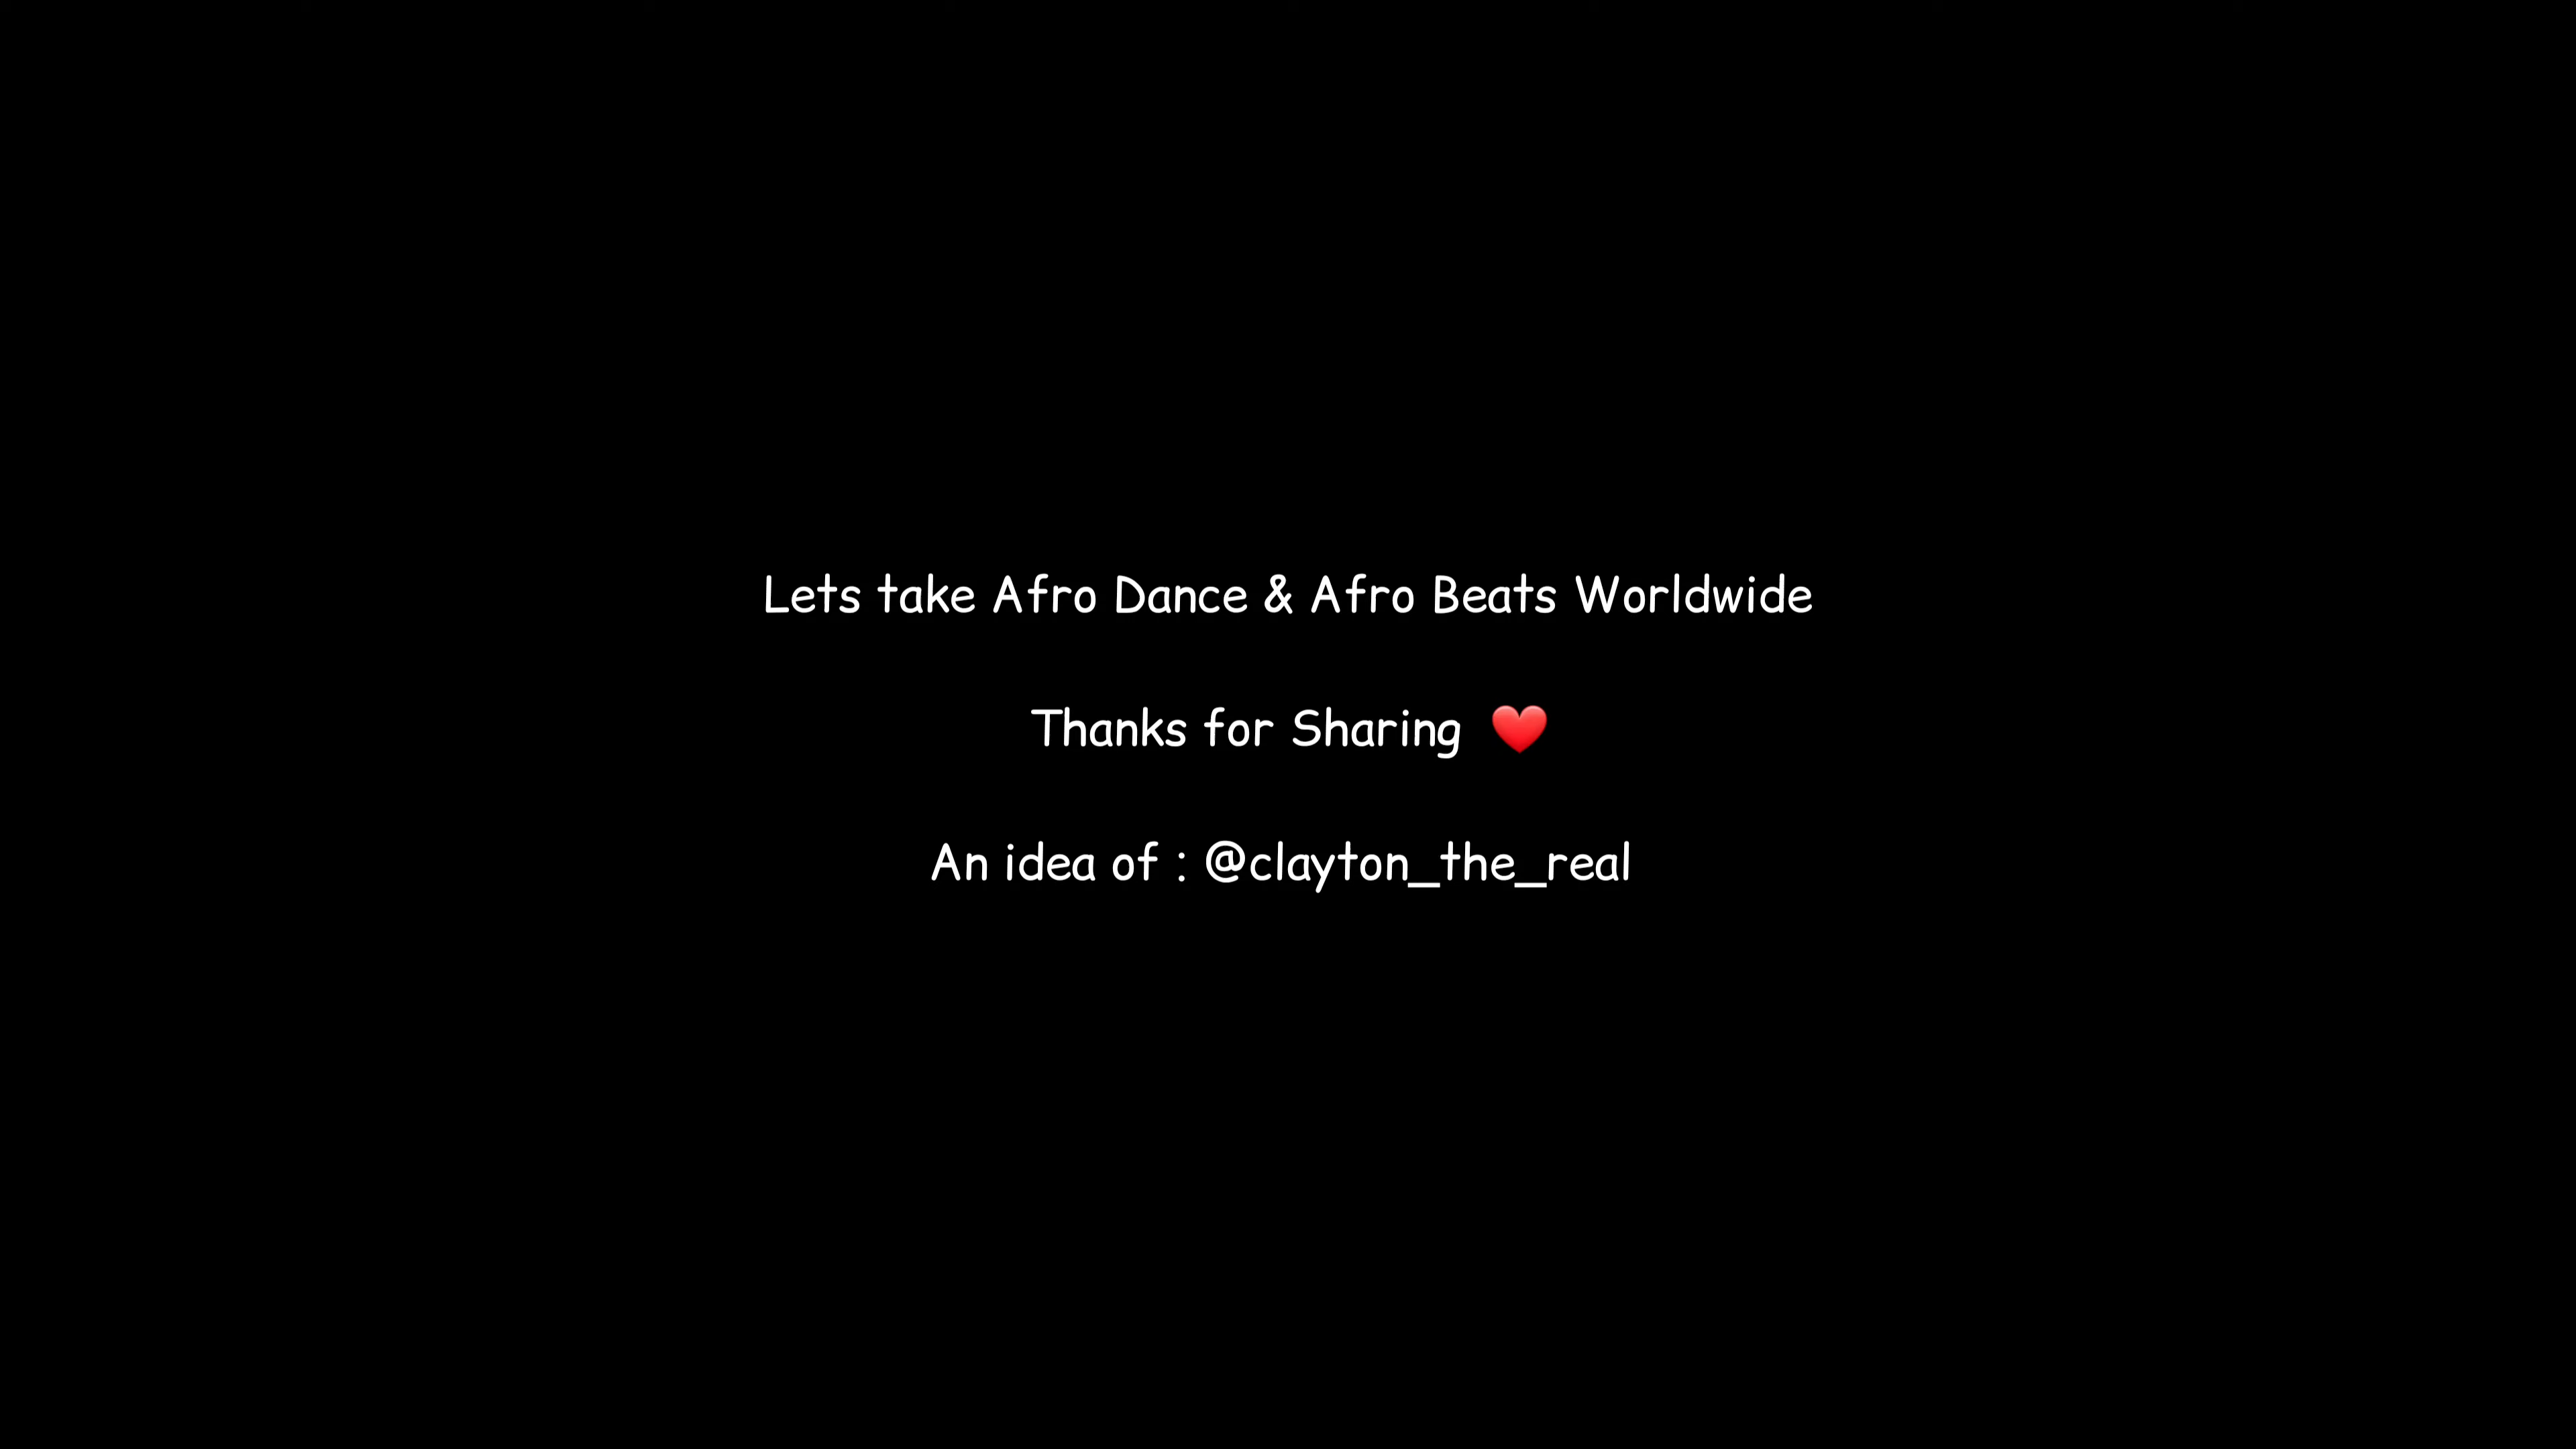 Lets take Afro Dance & Afro Beats Worldwide
Thanks for Sharing ❤️
An idea of : @clayton_the_real